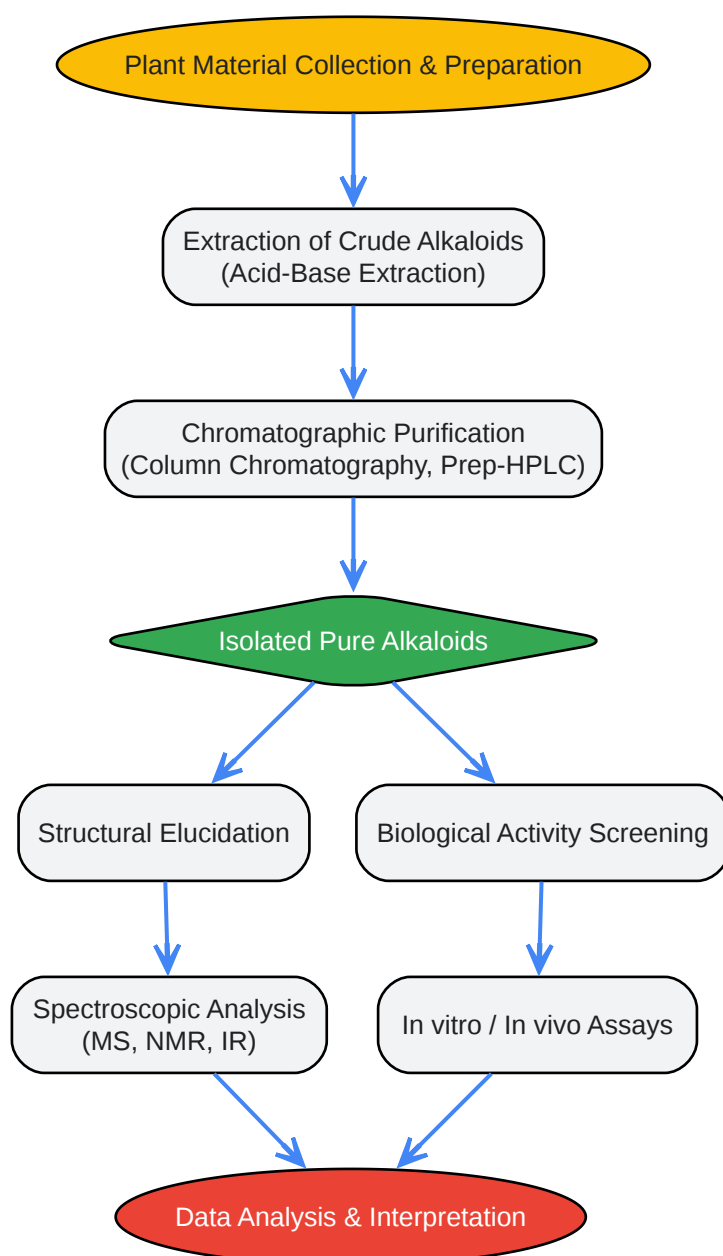 Plant Material Collection & Preparation
Extraction of Crude Alkaloids
(Acid-Base Extraction)
Chromatographic Purification
(Column Chromatography, Prep-HPLC)
Isolated Pure Alkaloids
Structural Elucidation
Biological Activity Screening
Spectroscopic Analysis
(MS, NMR, IR)
In vitro / In vivo Assays
Data Analysis & Interpretation